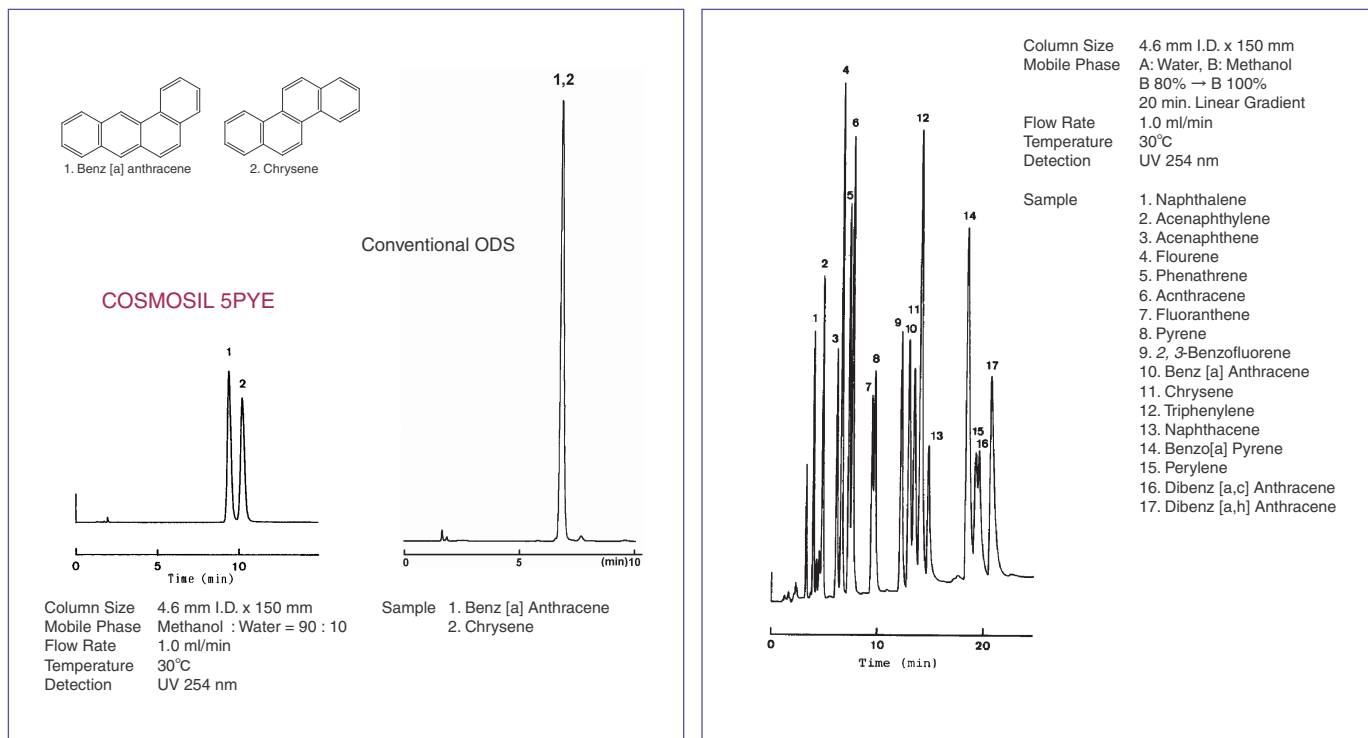 1. Benz [a] anthracene
2. Chrysene
COSMOSIL 5PYE
1
2
0
5
10
Time (min)
Conventional ODS
1,2
0
5
(min)10
Column Size 4.6 mm I.D. x 150 mm
Mobile Phase Methanol : Water = 90 : 10
Flow Rate 1.0 ml/min
Temperature 30°C
Detection UV 254 nm
Sample 1. Benz [a] Anthracene
2. Chrysene
1
2
3
4
5
6
7
8
9
10
11
12
13
14
15
16
17
0
10
20
Time (min)
Column Size 4.6 mm I.D. x 150 mm
Mobile Phase A: Water, B: Methanol
B 80% → B 100%
20 min. Linear Gradient
Flow Rate 1.0 ml/min
Temperature 30°C
Detection UV 254 nm
Sample 1. Naphthalene
2. Acenaphthylene
3. Acenaphthene
4. Flourene
5. Phenathrene
6. Acnthracene
7. Fluoranthene
8. Pyrene
9. 2, 3-Benzofluorene
10. Benz [a] Anthracene
11. Chrysene
12. Triphenylene
13. Naphthacene
14. Benzo[a] Pyrene
15. Perylene
16. Dibenz [a,c] Anthracene
17. Dibenz [a,h] Anthracene